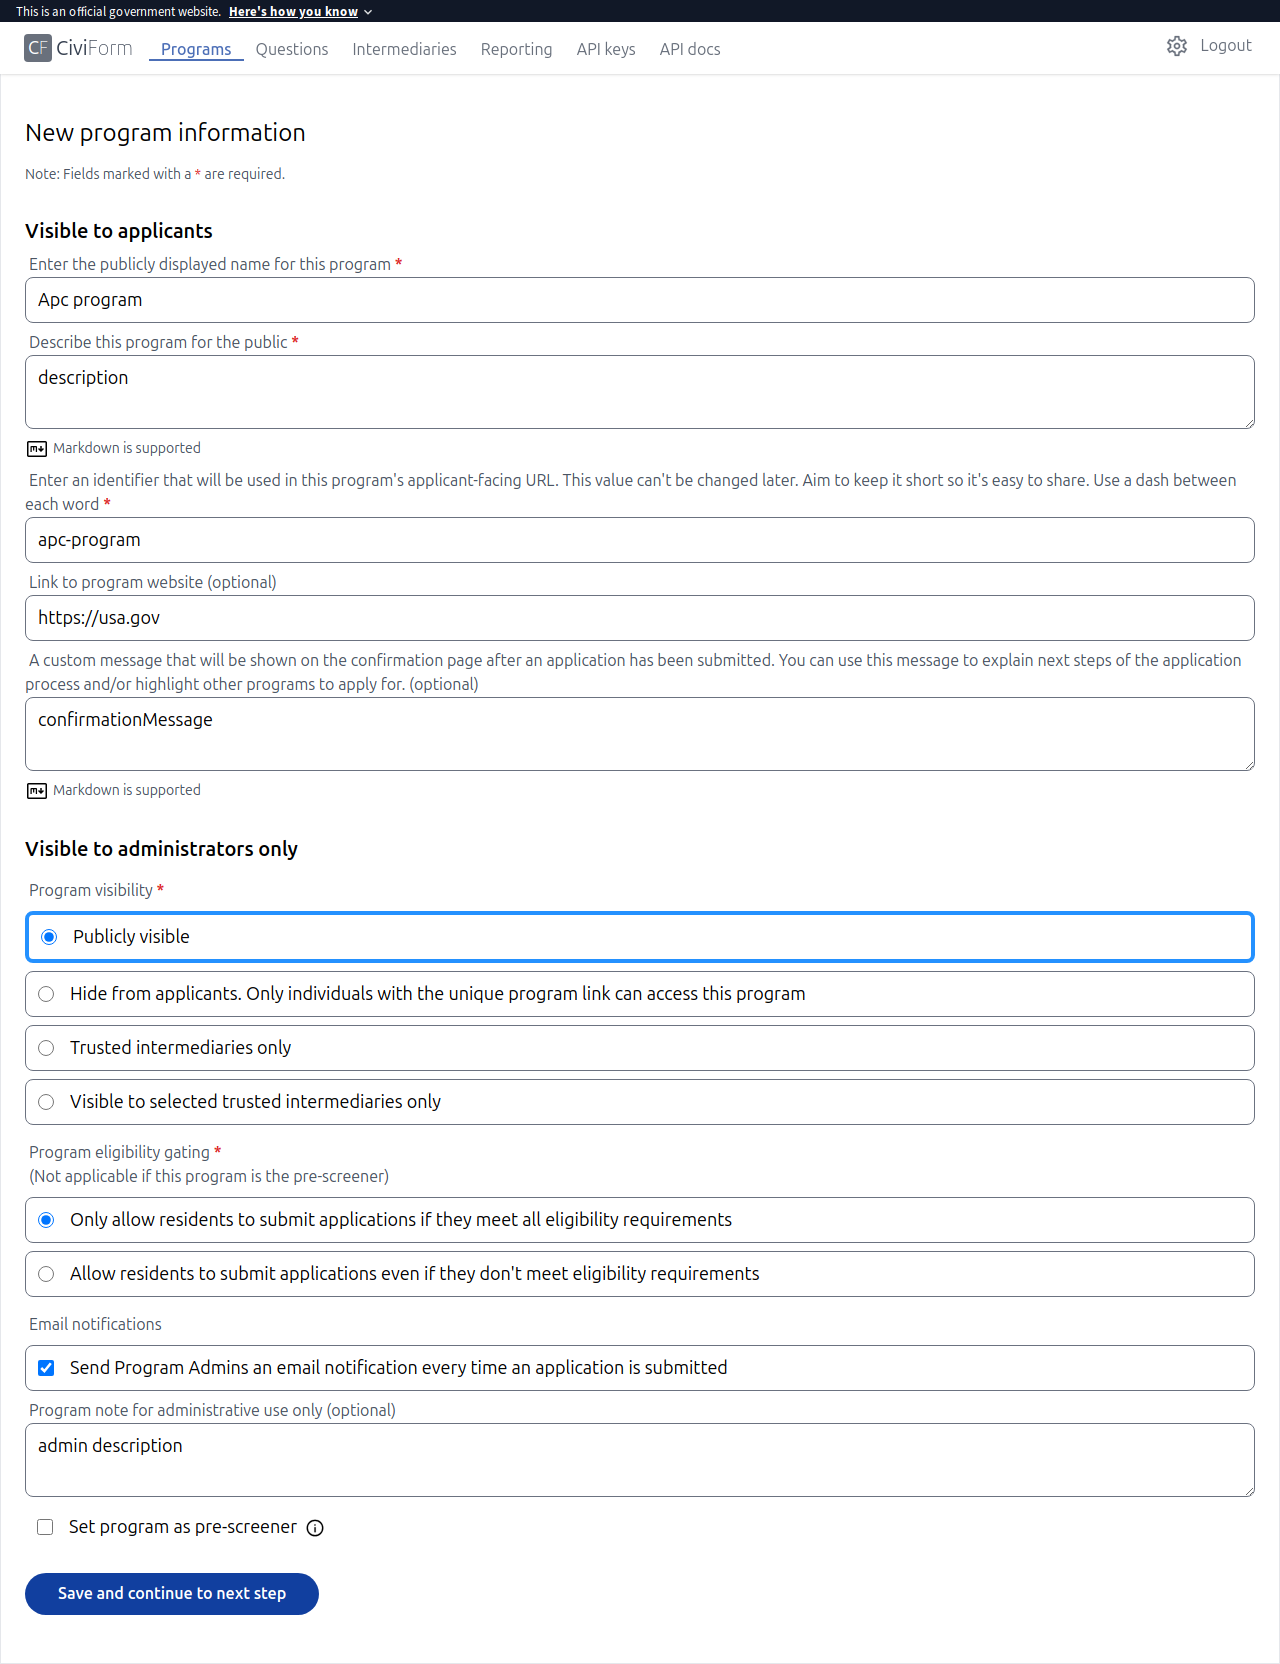 This is an official government website. Here's how you know
CF CiviForm Programs Questions Intermediaries Reporting API keys API docs Logout
New program information
Note: Fields marked with a * are required.
Visible to applicants
Enter the publicly displayed name for this program *
Apc program
Describe this program for the public *
description
Markdown is supported
Enter an identifier that will be used in this program's applicant-facing URL. This value can't be changed later. Aim to keep it short so it's easy to share. Use a dash between
each word *
apc-program
Link to program website (optional)
https://usa.gov
A custom message that will be shown on the confirmation page after an application has been submitted. You can use this message to explain next steps of the application
process and/or highlight other programs to apply for. (optional)
confirmationMessage
Markdown is supported
Visible to administrators only
Program visibility *
Publicly visible
Hide from applicants. Only individuals with the unique program link can access this program
Trusted intermediaries only
Visible to selected trusted intermediaries only
Program eligibility gating *
(Not applicable if this program is the pre-screener)
Only allow residents to submit applications if they meet all eligibility requirements
Allow residents to submit applications even if they don't meet eligibility requirements
Email notifications
Send Program Admins an email notification every time an application is submitted
Program note for administrative use only (optional)
admin description
Set program as pre-screener
Save and continue to next step